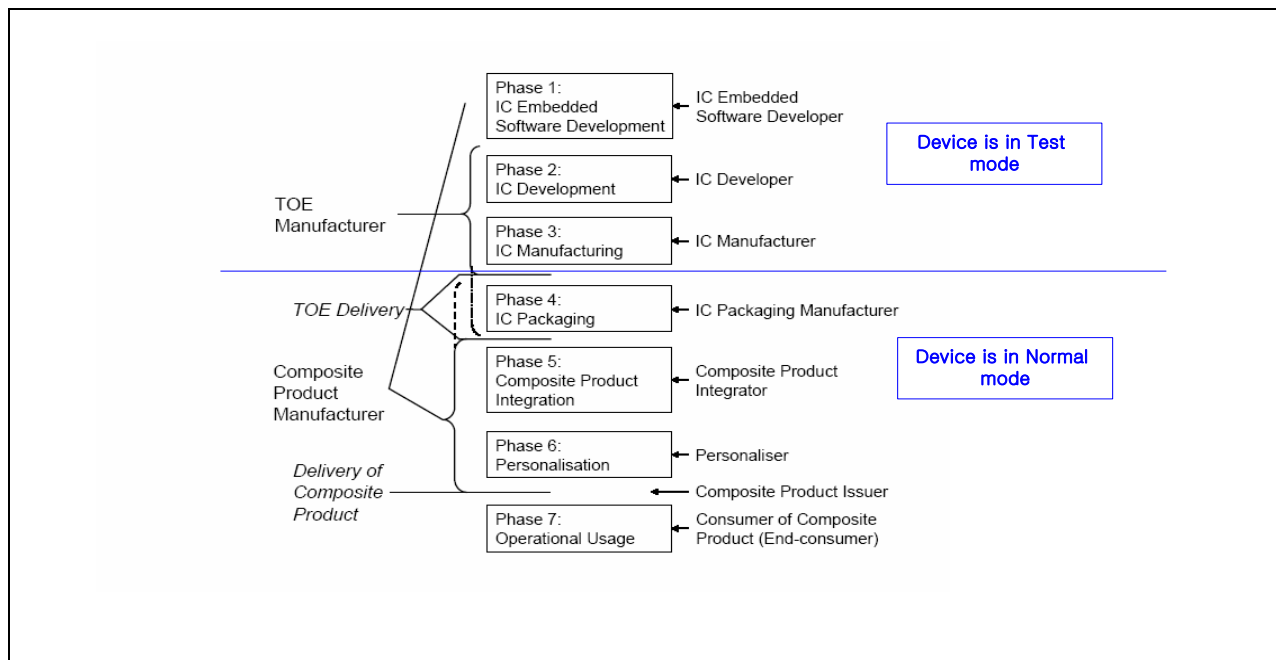 Phase 1:
IC Embedded
Software Development
IC Embedded
Software Developer
Device is in Test
mode
Phase 2:
IC Development
IC Developer
TOE
Manufacturer
Phase 3:
IC Manufacturing
IC Manufacturer
TOE Delivery
Phase 4:
IC Packaging
IC Packaging Manufacturer
Device is in Normal
mode
Composite
Product
Manufacturer
Phase 5:
Composite Product
Integration
Composite Product
Integrator
Phase 6:
Personalisation
Personaliser
Delivery of
Composite
Product
Composite Product Issuer
Phase 7:
Operational Usage
Consumer of Composite
Product (End-consumer)